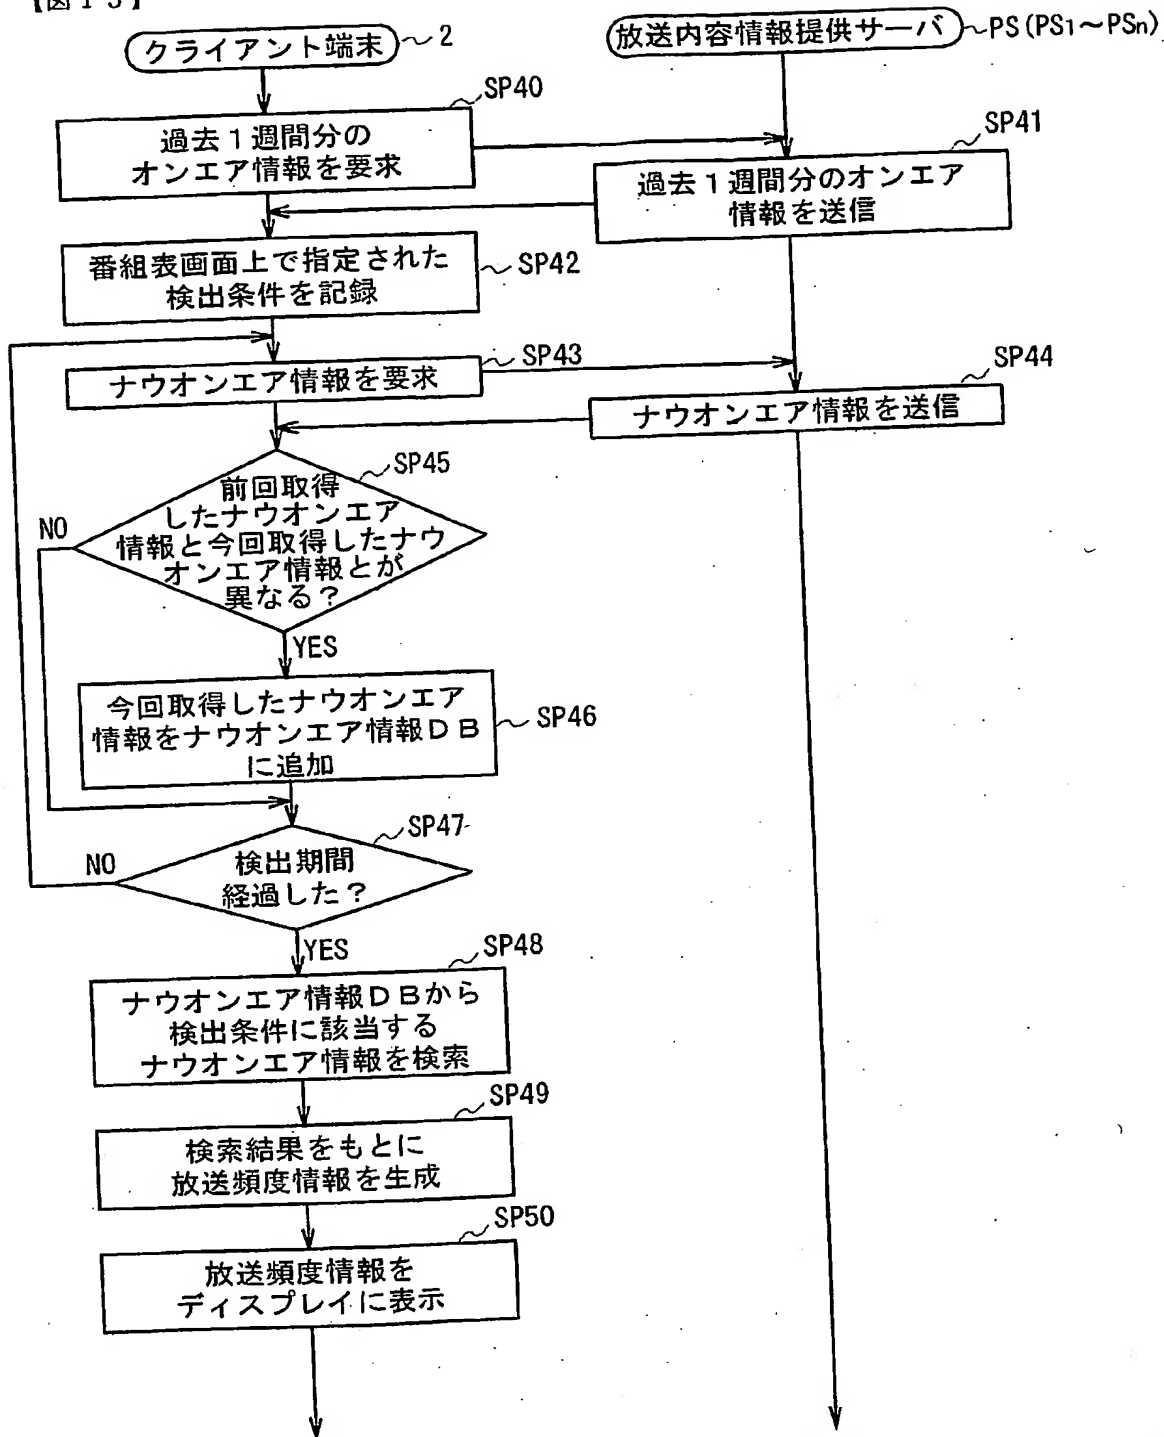 クライアント端末 2
放送内容情報提供サーバ PS(PS1～PSn)
SP40
過去1週間分の
オンエア情報を要求
SP41
過去1週間分のオンエア
情報を送信
番組表画面上で指定された
検出条件を記録
SP42
SP43
ナウオンエア情報を要求
SP44
ナウオンエア情報を送信
SP45
前回取得
したナウオンエア
情報と今回取得したナウ
オンエア情報とが
異なる?
NO
YES
今回取得したナウオンエア
情報をナウオンエア情報DB
に追加
SP46
SP47
検出期間
経過した?
NO
YES
SP48
ナウオンエア情報DBから
検出条件に該当する
ナウオンエア情報を検索
SP49
検索結果をもとに
放送頻度情報を生成
SP50
放送頻度情報を
ディスプレイに表示